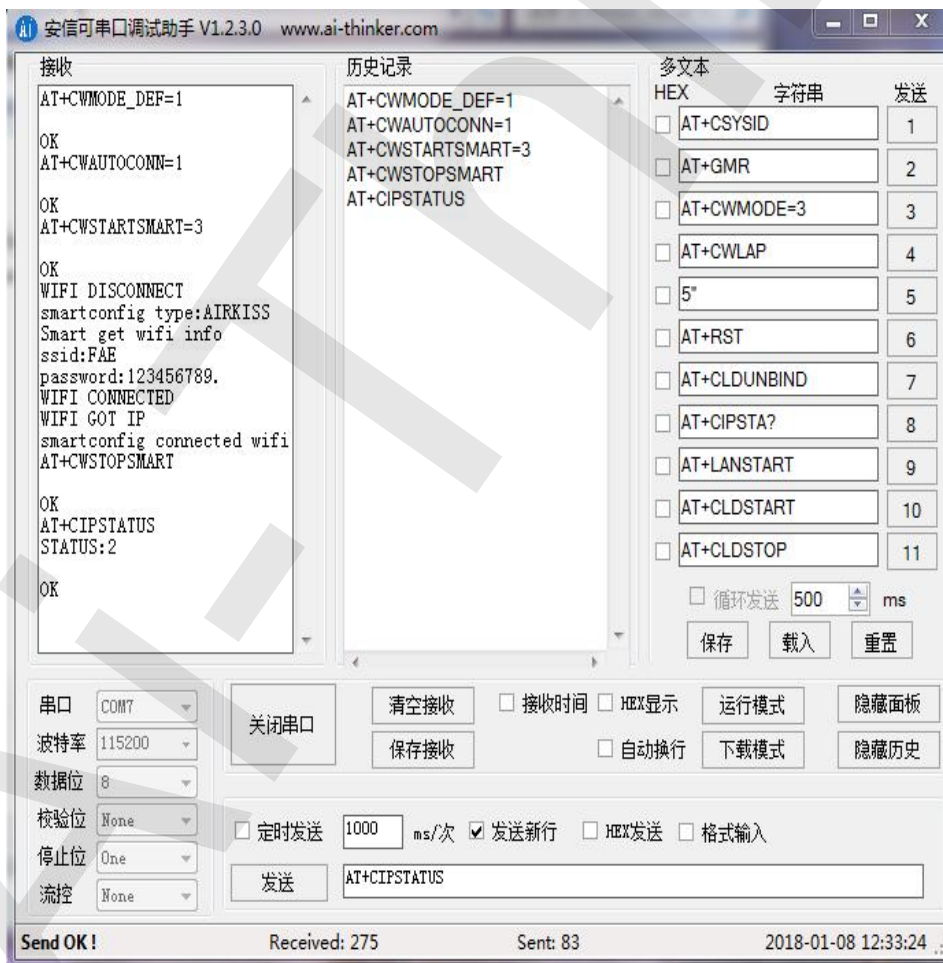 安信可串口调试助手 V1.2.3.0 www.ai-thinker.com
接收
AT+CWMODE_DEF=1
OK
AT+CWAUTOCONN=1
OK
AT+CWSTARTSMART=3
OK
WIFI DISCONNECT
smartconfig type:AIRKISS
Smart get wifi info
ssid:FAE
password:123456789.
WIFI CONNECTED
WIFI GOT IP
smartconfig connected wifi
AT+CWSTOPSMART
OK
AT+CIPSTATUS
STATUS:2
OK
历史记录
AT+CWMODE_DEF=1
AT+CWAUTOCONN=1
AT+CWSTARTSMART=3
AT+CWSTOPSMART
AT+CIPSTATUS
多文本
HEX 字符串 发送
AT+CSYSID 1
AT+GMR 2
AT+CWMODE=3 3
AT+CWLAP 4
5" 5
AT+RST 6
AT+CLDUNBIND 7
AT+CIPSTA? 8
AT+LANSTART 9
AT+CLDSTART 10
AT+CLDSTOP 11
循环发送 500 ms
保存 载入 重置
串口 COM7
波特率 115200
数据位 8
校验位 None
停止位 One
流控 None
关闭串口
清空接收 接收时间 HEX显示 运行模式 隐藏面板
保存接收 自动换行 下载模式 隐藏历史
定时发送 1000 ms/次 发送新行 HEX发送 格式输入
发送 AT+CIPSTATUS
Send OK! Received: 275 Sent: 83 2018-01-08 12:33:24